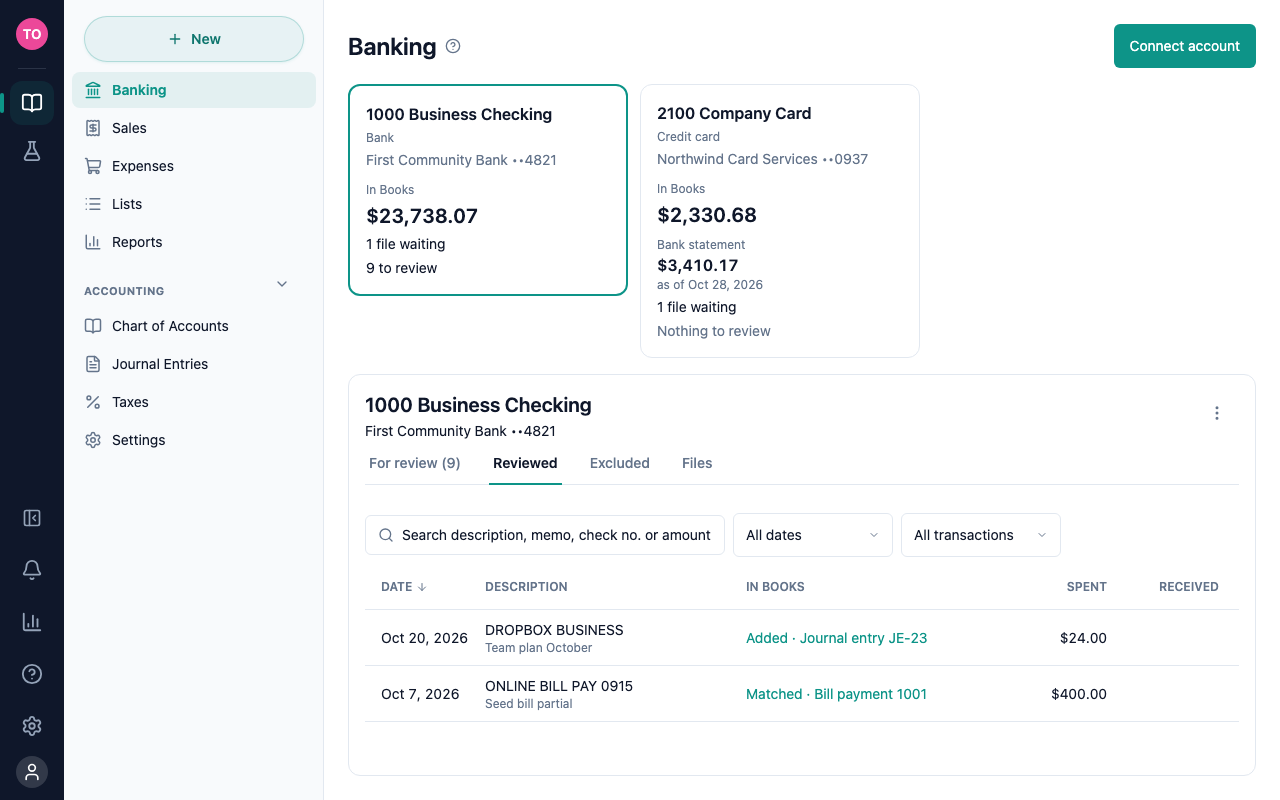 TO
New
Banking
Sales
Expenses
Lists
Reports
ACCOUNTING
Chart of Accounts
Journal Entries
Taxes
Settings
Banking
Connect account
1000 Business Checking
Bank
First Community Bank ••4821
In Books
$23,738.07
1 file waiting
9 to review
2100 Company Card
Credit card
Northwind Card Services ••0937
In Books
$2,330.68
Bank statement
$3,410.17
as of Oct 28, 2026
1 file waiting
Nothing to review
1000 Business Checking
First Community Bank ••4821
For review (9) Reviewed Excluded Files
Search description, memo, check no. or amount All dates All transactions
DATE DESCRIPTION IN BOOKS SPENT RECEIVED
Oct 20, 2026 DROPBOX BUSINESS Added · Journal entry JE-23 $24.00
Team plan October
Oct 7, 2026 ONLINE BILL PAY 0915 Matched · Bill payment 1001 $400.00
Seed bill partial